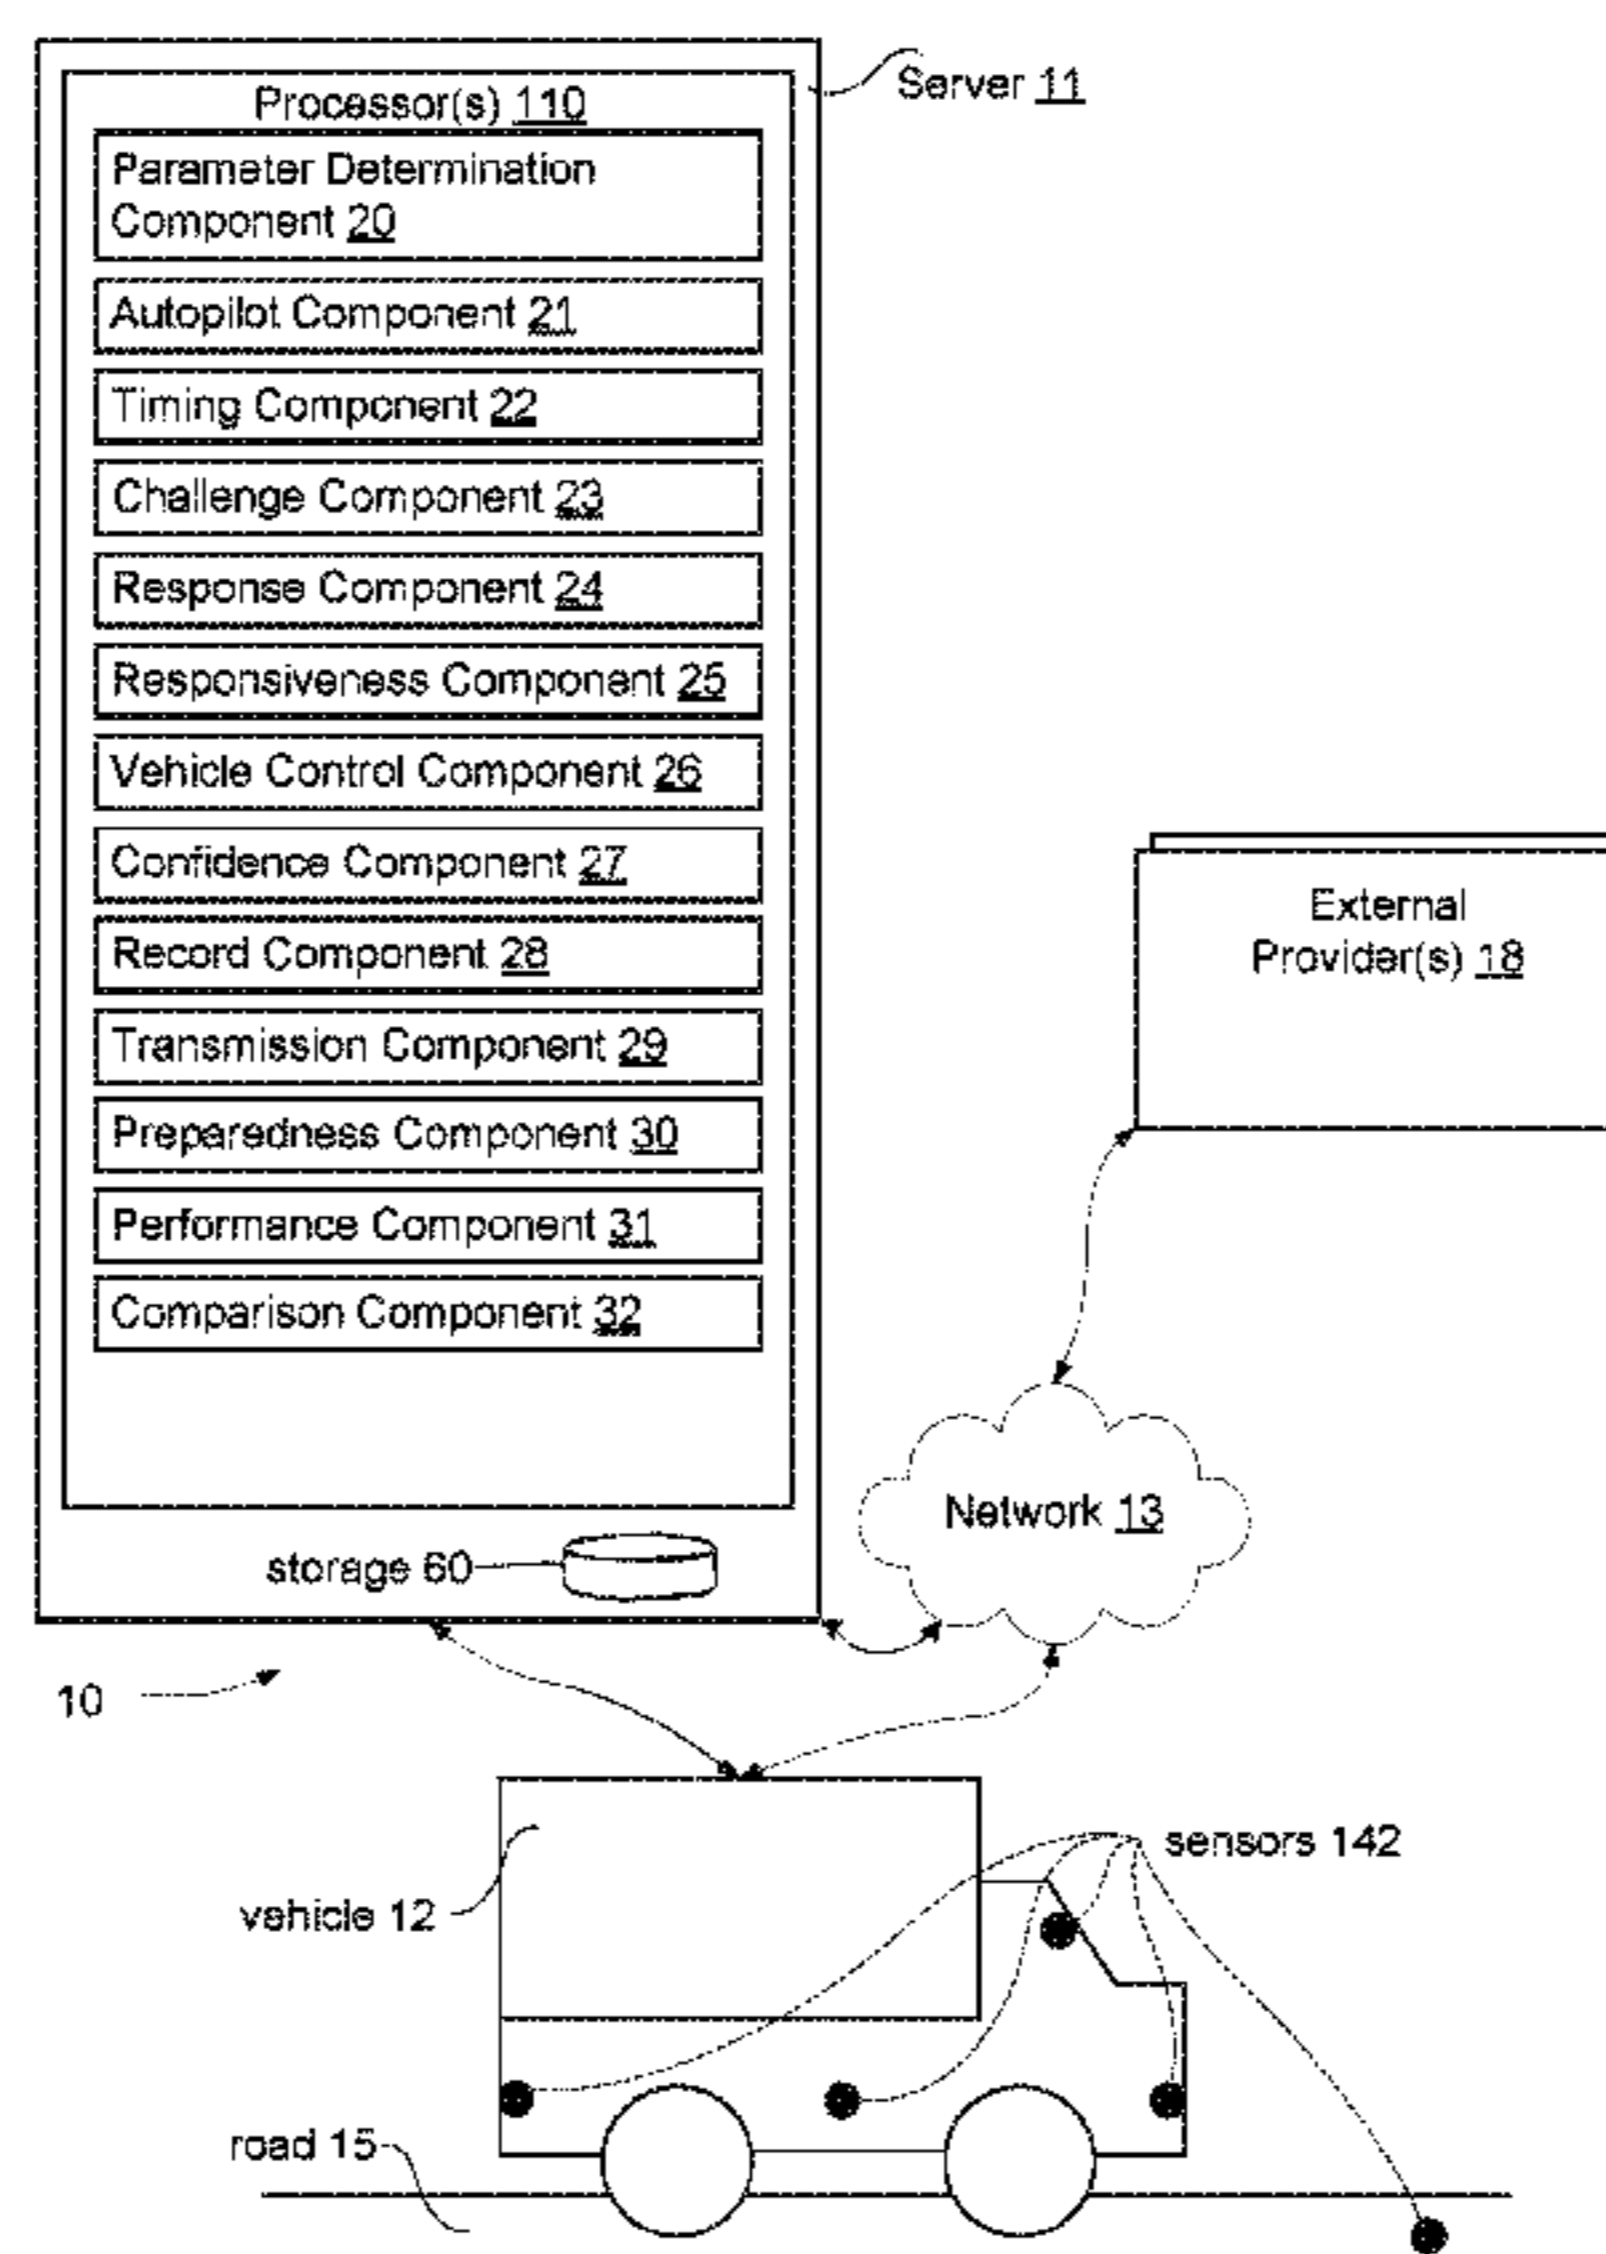 Server 11
Processor(s) 110
Parameter Determination
Component 20
Autopilot Component 21
Timing Component 22
Challenge Component 23
Response Component 24
Responsiveness Component 25
Vehicle Control Component 26
Confidence Component 27
Record Component 28
Transmission Component 29
Preparedness Component 30
Performance Component 31
Comparison Component 32
External
Provider(s) 18
Network 13
storage 60
10
sensors 142
vehicle 12
road 15